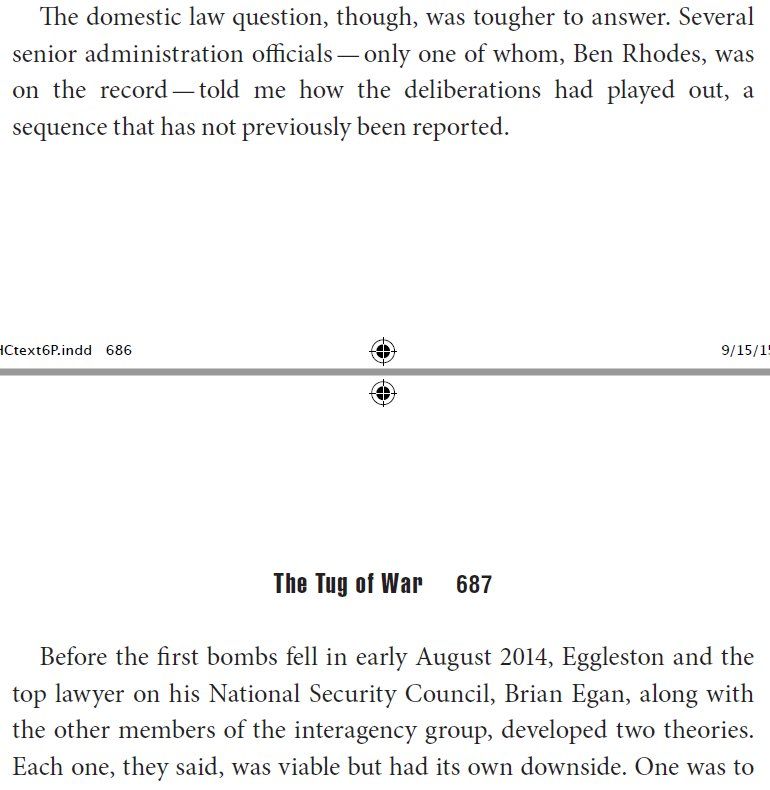 The domestic law question, though, was tougher to answer. Several
senior administration officials — only one of whom, Ben Rhodes, was
on the record — told me how the deliberations had played out, a
sequence that has not previously been reported.
HCtext6P.indd 686
9/15/15
The Tug of War 687
Before the first bombs fell in early August 2014, Eggleston and the
top lawyer on his National Security Council, Brian Egan, along with
the other members of the interagency group, developed two theories.
Each one, they said, was viable but had its own downside. One was to